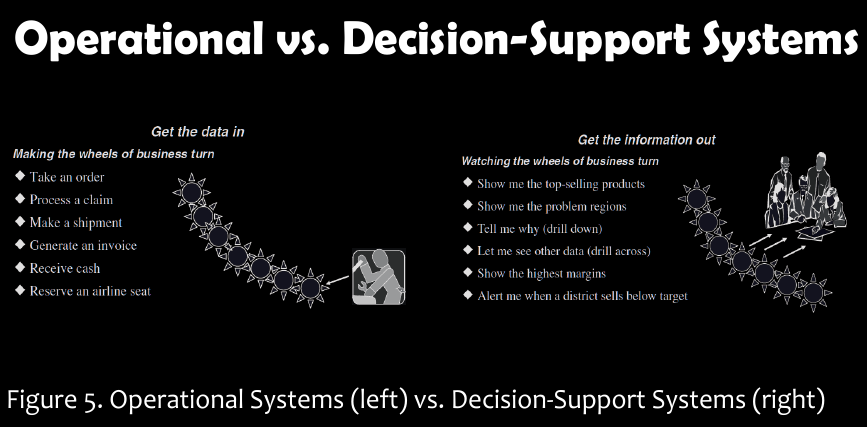 Operational vs. Decision-Support Systems
Get the data in
Making the wheels of business turn
◆ Take an order
◆ Process a claim
◆ Make a shipment
◆ Generate an invoice
◆ Receive cash
◆ Reserve an airline seat
Get the information out
Watching the wheels of business turn
◆ Show me the top-selling products
◆ Show me the problem regions
◆ Tell me why (drill down)
◆ Let me see other data (drill across)
◆ Show the highest margins
◆ Alert me when a district sells below target
Figure 5. Operational Systems (left) vs. Decision-Support Systems (right)